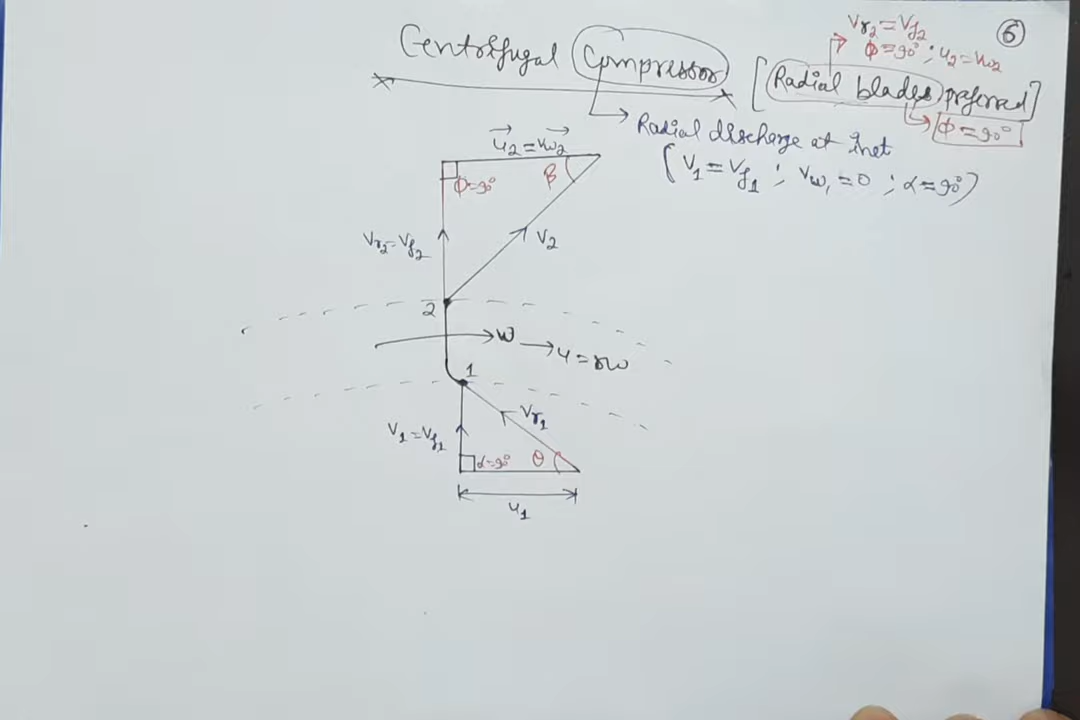 6
Centrifugal Compressor [Radial blades preferred]
Vr2 = Vf2
ϕ = 90° ; u2 = Vw2
ϕ = 90°
Radial discharge at inet
(V1 = Vf1 ; Vw1 = 0 ; α = 90°)
u2 = Vw2
ϕ=90° β
Vr2 = Vf2
V2
2
ω → u = rω
1
Vr1
V1 = Vf1
α=90° θ
u1